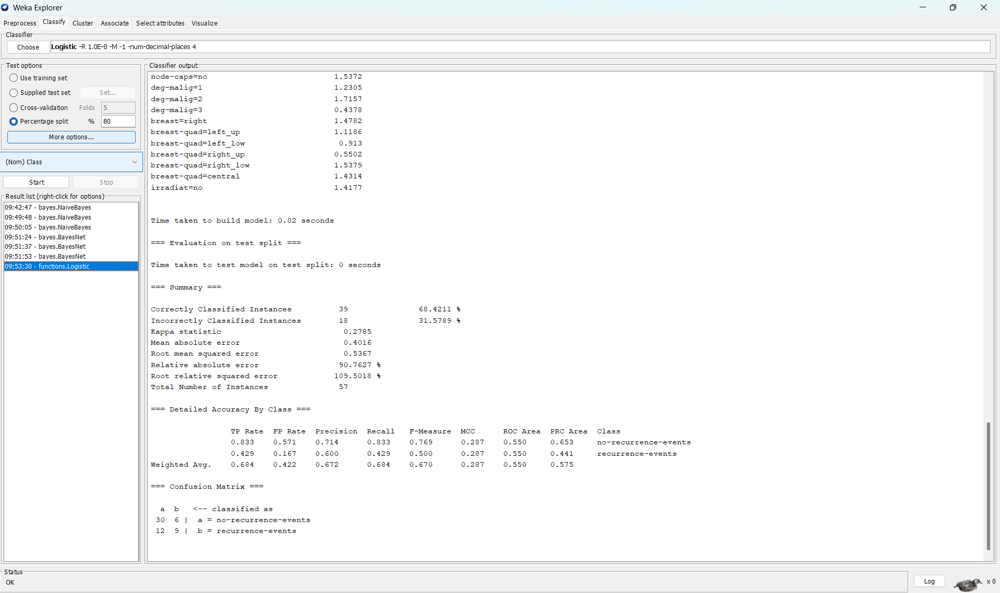 Weka Explorer
Preprocess Classify Cluster Associate Select attributes Visualize
Classifier
Choose Logistic -R 1.0E-8 -M -1 -num-decimal-places 4
Test options
Use training set
Supplied test set Set...
Cross-validation Folds 5
Percentage split % 80
More options...
(Nom) Class
Start Stop
Result list (right-click for options)
09:42:47 - bayes.NaiveBayes
09:49:48 - bayes.NaiveBayes
09:50:05 - bayes.NaiveBayes
09:51:24 - bayes.BayesNet
09:51:37 - bayes.BayesNet
09:51:53 - bayes.BayesNet
09:53:30 - functions.Logistic
Classifier output
node-caps=no 1.5372
deg-malig=1 1.2305
deg-malig=2 1.7157
deg-malig=3 0.4378
breast=right 1.4782
breast-quad=left_up 1.1186
breast-quad=left_low 0.913
breast-quad=right_up 0.5502
breast-quad=right_low 1.5379
breast-quad=central 1.4314
irradiat=no 1.4177
Time taken to build model: 0.02 seconds
=== Evaluation on test split ===
Time taken to test model on test split: 0 seconds
=== Summary ===
Correctly Classified Instances 39 68.4211 %
Incorrectly Classified Instances 18 31.5789 %
Kappa statistic 0.2785
Mean absolute error 0.4016
Root mean squared error 0.5367
Relative absolute error 90.7627 %
Root relative squared error 109.5018 %
Total Number of Instances 57
=== Detailed Accuracy By Class ===
TP Rate FP Rate Precision Recall F-Measure MCC ROC Area PRC Area Class
0.833 0.571 0.714 0.833 0.769 0.287 0.550 0.653 no-recurrence-events
0.429 0.167 0.600 0.429 0.500 0.287 0.550 0.441 recurrence-events
Weighted Avg. 0.684 0.422 0.672 0.684 0.670 0.287 0.550 0.575
=== Confusion Matrix ===
a b <-- classified as
30 6 | a = no-recurrence-events
12 9 | b = recurrence-events
Status
OK
Log x 0